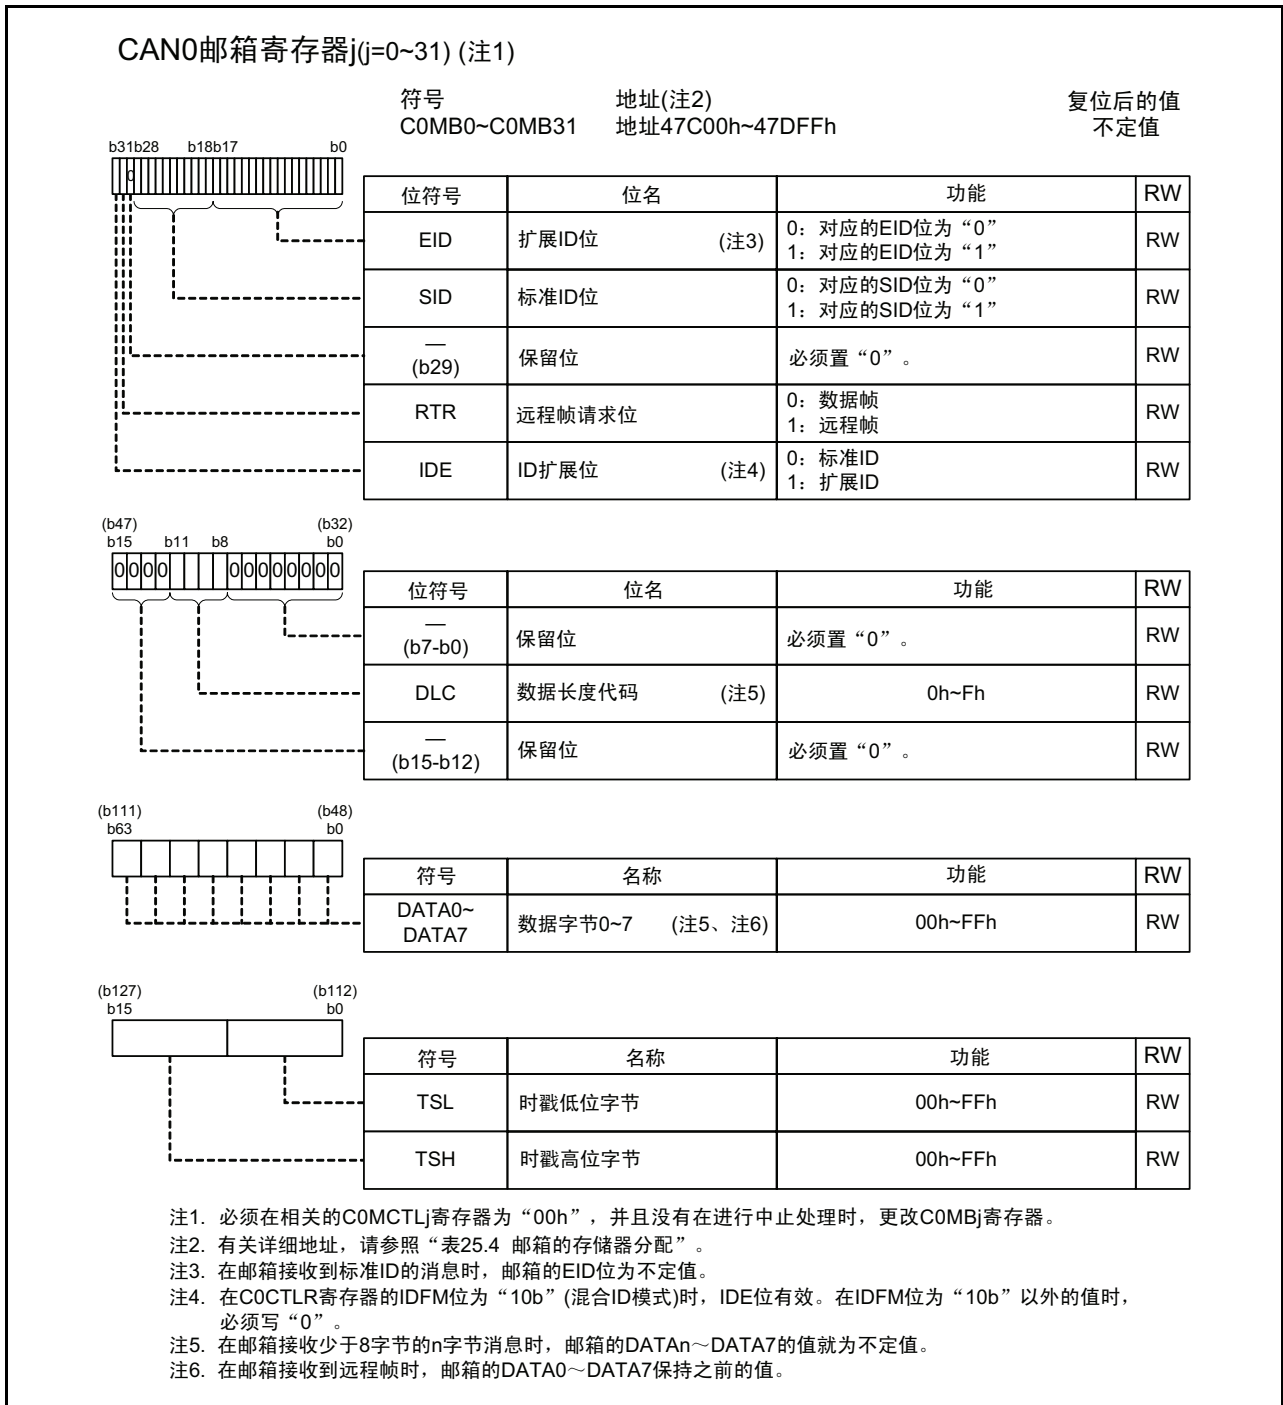 CAN0邮箱寄存器j(j=0~31) (注1)
符号 地址(注2) 复位后的值
C0MB0~C0MB31 地址47C00h~47DFFh 不定值
b31b28 b18b17 b0
0
位符号 位名 功能 RW
EID 扩展ID位 (注3) 0：对应的EID位为“0” RW
1：对应的EID位为“1”
SID 标准ID位 0：对应的SID位为“0” RW
1：对应的SID位为“1”
—
(b29) 保留位 必须置“0”。 RW
RTR 远程帧请求位 0：数据帧 RW
1：远程帧
IDE ID扩展位 (注4) 0：标准ID RW
1：扩展ID
(b47) (b32)
b15 b11 b8 b0
0000 00000000
位符号 位名 功能 RW
—
(b7-b0) 保留位 必须置“0”。 RW
DLC 数据长度代码 (注5) 0h~Fh RW
—
(b15-b12) 保留位 必须置“0”。 RW
(b111) (b48)
b63 b0
符号 名称 功能 RW
DATA0~
DATA7 数据字节0~7 (注5、注6) 00h~FFh RW
(b127) (b112)
b15 b0
符号 名称 功能 RW
TSL 时戳低位字节 00h~FFh RW
TSH 时戳高位字节 00h~FFh RW
注1. 必须在相关的C0MCTLj寄存器为“00h”，并且没有在进行中止处理时，更改C0MBj寄存器。
注2. 有关详细地址，请参照“表25.4 邮箱的存储器分配”。
注3. 在邮箱接收到标准ID的消息时，邮箱的EID位为不定值。
注4. 在C0CTLR寄存器的IDFM位为“10b”(混合ID模式)时，IDE位有效。在IDFM位为“10b”以外的值时，
必须写“0”。
注5. 在邮箱接收少于8字节的n字节消息时，邮箱的DATAn～DATA7的值就为不定值。
注6. 在邮箱接收到远程帧时，邮箱的DATA0～DATA7保持之前的值。